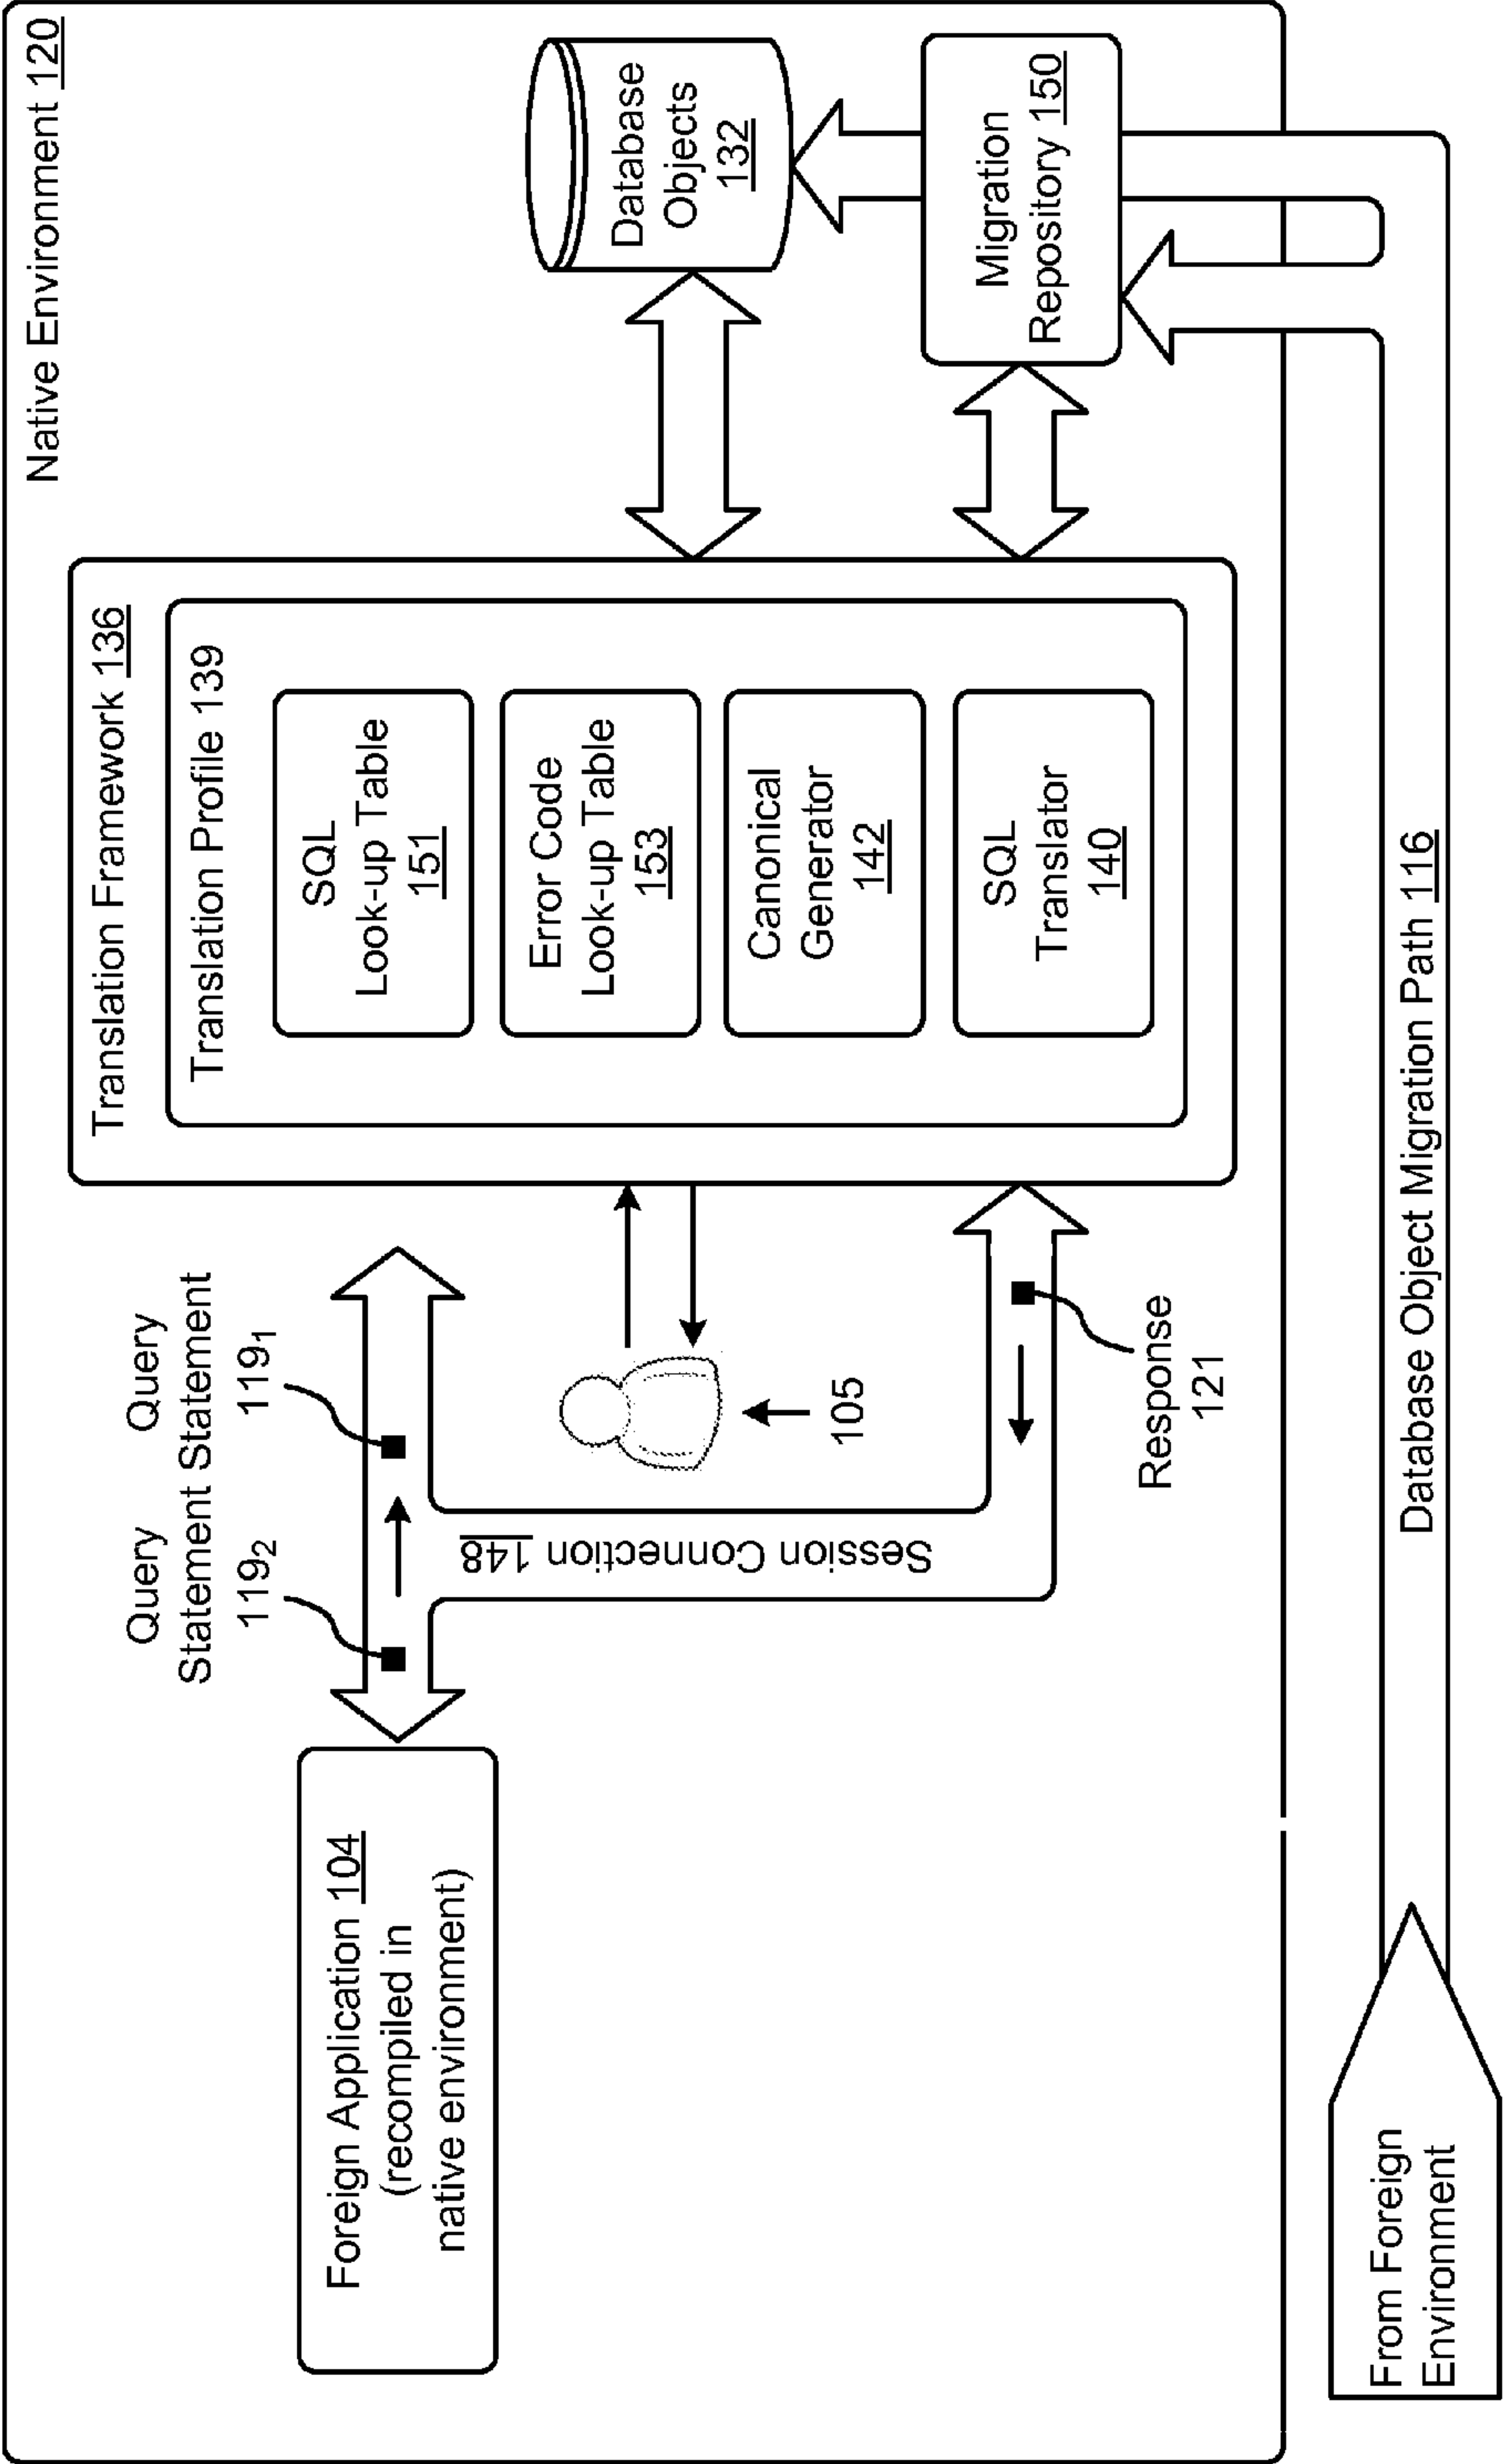 Native Environment 120
Translation Framework 136
Translation Profile 139
SQL
Look-up Table
151
Error Code
Look-up Table
153
Canonical
Generator
142
SQL
Translator
140
Database
Objects
132
Migration
Repository 150
Query
Statement
119₂
Query
Statement
119₁
Session Connection 148
105
Response
121
Foreign Application 104
(recompiled in
native environment)
From Foreign
Environment
Database Object Migration Path 116